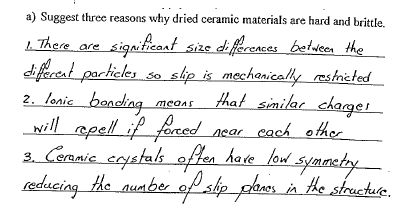 a) Suggest three reasons why dried ceramic materials are hard and brittle.
1. There are significant size differences between the
different particles so slip is mechanically restricted
2. Ionic bonding means that similar charges
will repell if forced near each other
3. Ceramic crystals often have low symmetry
reducing the number of slip planes in the structure.